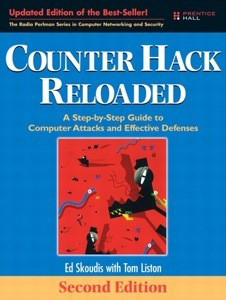 Updated Edition of the Best-Seller!
The Radia Perlman Series in Computer Networking and Security
PRENTICE
HALL
COUNTER HACK
RELOADED
A Step-by-Step Guide to
Computer Attacks and Effective Defenses
Ed Skoudis with Tom Liston
Second Edition